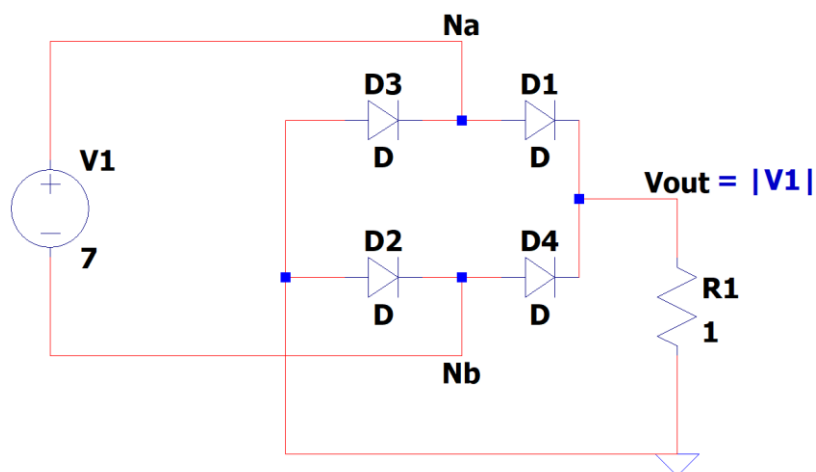 Na
D3
D1
D
D
V1
7
Vout = |V1|
D2
D4
D
D
R1
1
Nb